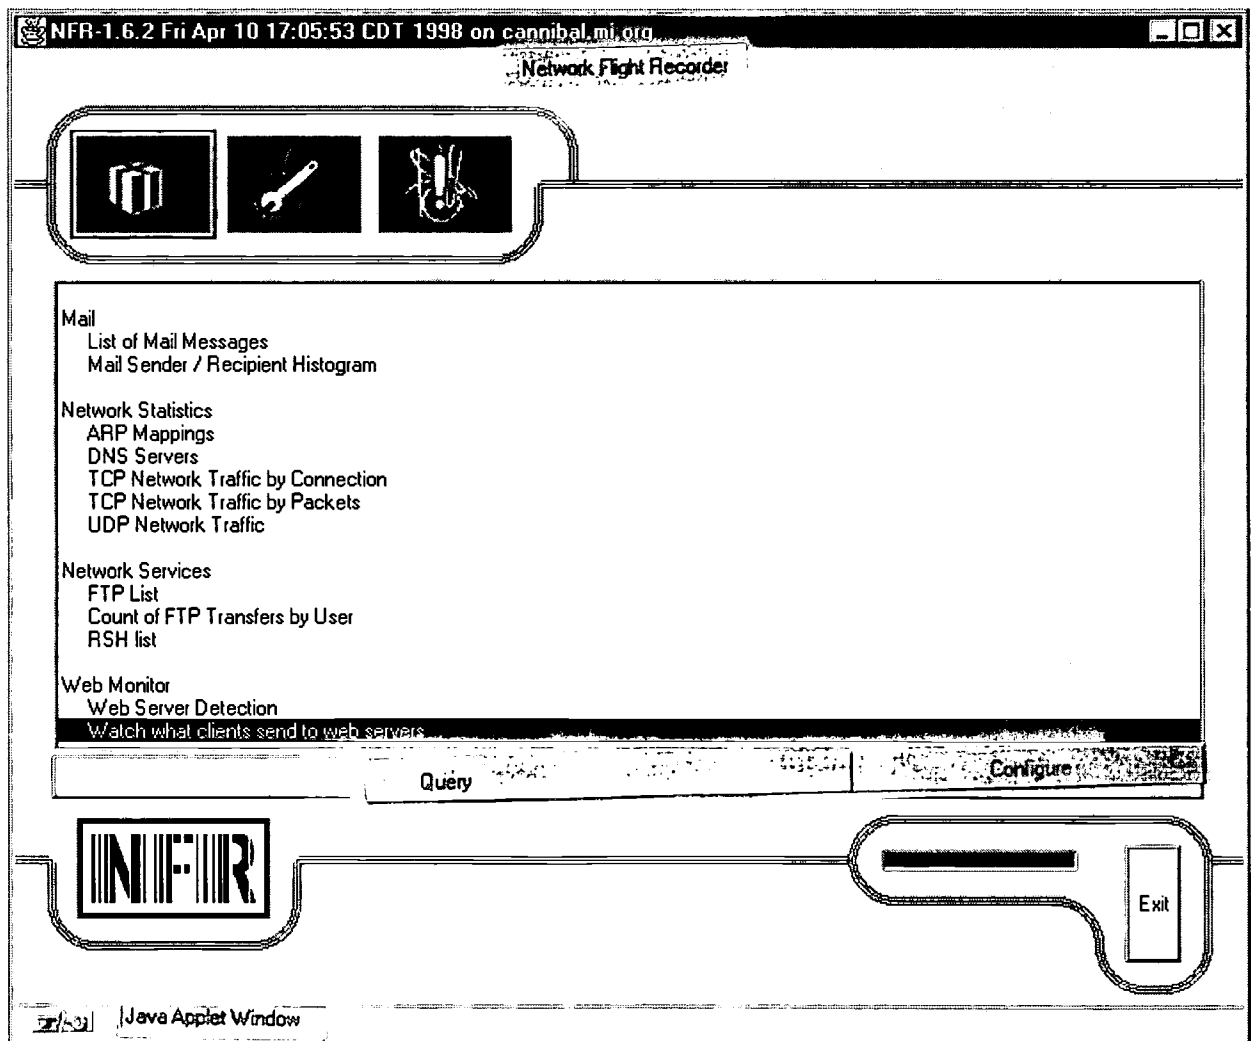 NFR-1.6.2 Fri Apr 10 17:05:53 CDT 1998 on cannibal.mi.org
Network Flight Recorder
Mail
List of Mail Messages
Mail Sender / Recipient Histogram
Network Statistics
ARP Mappings
DNS Servers
TCP Network Traffic by Connection
TCP Network Traffic by Packets
UDP Network Traffic
Network Services
FTP List
Count of FTP Transfers by User
RSH list
Web Monitor
Web Server Detection
Watch what clients send to web servers
Query
Configure
NFR
Exit
Java Applet Window